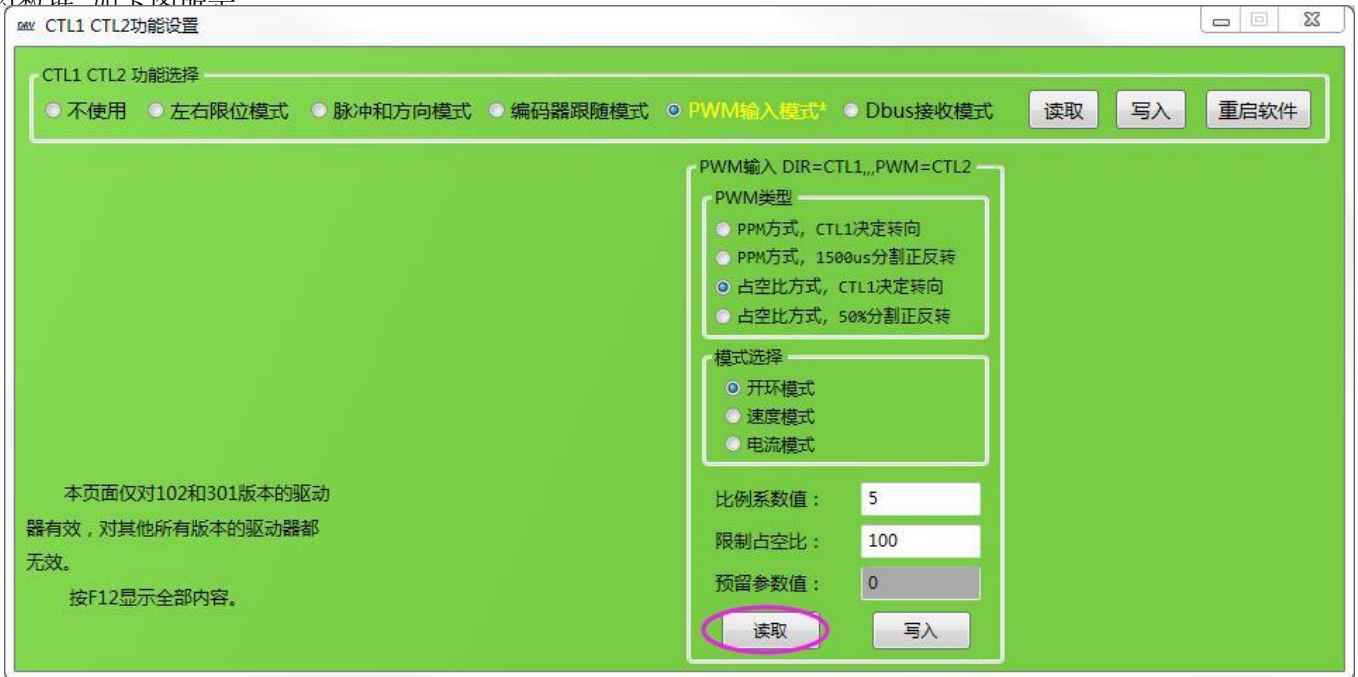 CTL1 CTL2功能设置
CTL1 CTL2 功能选择
不使用 左右限位模式 脉冲和方向模式 编码器跟随模式 PWM输入模式* Dbus接收模式 读取 写入 重启软件
PWM输入 DIR=CTL1,,,PWM=CTL2
PWM类型
PPM方式, CTL1决定转向
PPM方式, 1500us分割正反转
占空比方式, CTL1决定转向
占空比方式, 50%分割正反转
模式选择
开环模式
速度模式
电流模式
比例系数值: 5
限制占空比: 100
预留参数值: 0
读取 写入
本页面仅对102和301版本的驱动
器有效,对其他所有版本的驱动器都
无效。
按F12显示全部内容。